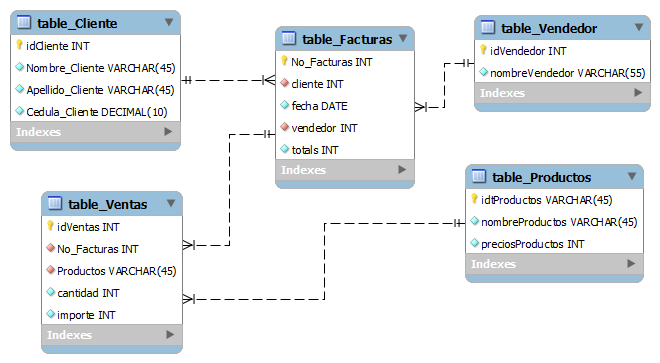 table_Cliente
idCliente INT
Nombre_Cliente VARCHAR(45)
Apellido_Cliente VARCHAR(45)
Cedula_Cliente DECIMAL(10)
Indexes
table_Facturas
No_Facturas INT
cliente INT
fecha DATE
vendedor INT
totals INT
Indexes
table_Vendedor
idVendedor INT
nombreVendedor VARCHAR(55)
Indexes
table_Ventas
idVentas INT
No_Facturas INT
Productos VARCHAR(45)
cantidad INT
importe INT
Indexes
table_Productos
idtProductos VARCHAR(45)
nombreProductos VARCHAR(45)
preciosProductos INT
Indexes